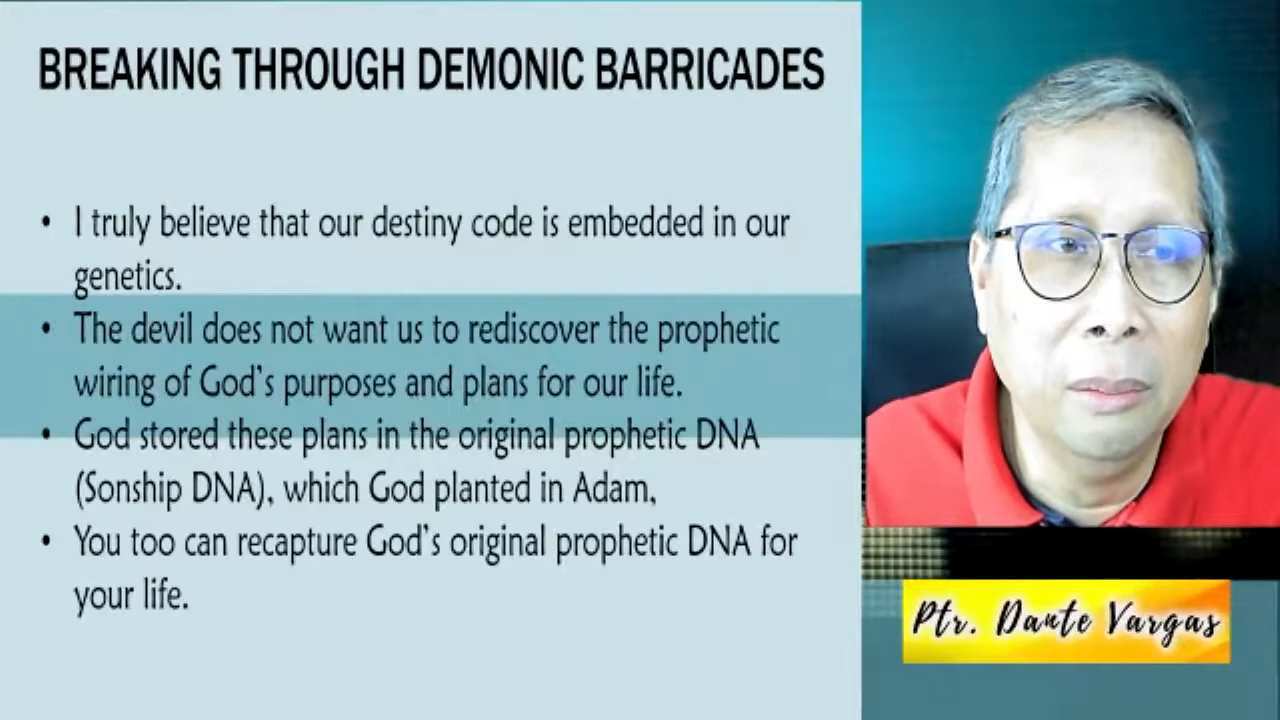 BREAKING THROUGH DEMONIC BARRICADES
• I truly believe that our destiny code is embedded in our
genetics.
• The devil does not want us to rediscover the prophetic
wiring of God's purposes and plans for our life.
• God stored these plans in the original prophetic DNA
(Sonship DNA), which God planted in Adam,
• You too can recapture God's original prophetic DNA for
your life.
Ptr. Dante Vargas